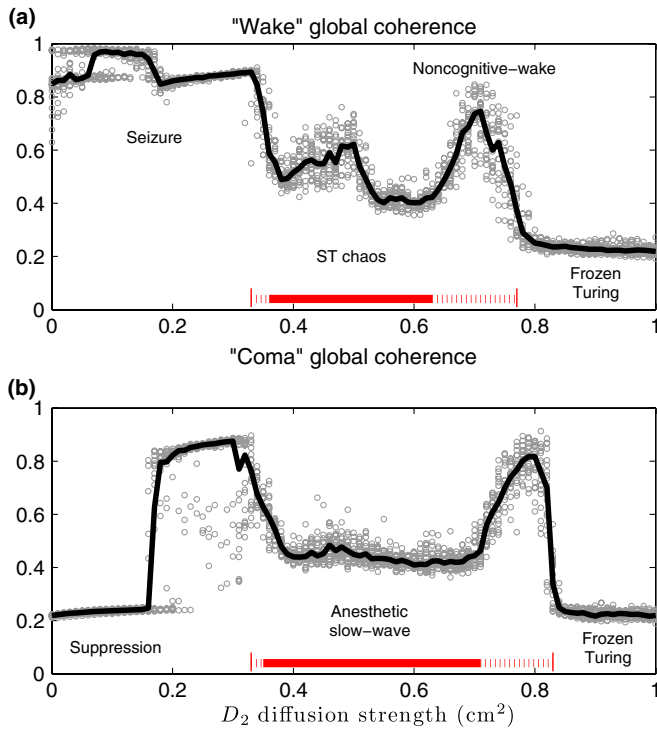 (a)
"Wake" global coherence
1
0.8
0.6
0.4
0.2
0
Noncognitive−wake
Seizure
ST chaos
Frozen
Turing
0
0.2
0.4
0.6
0.8
1
(b)
"Coma" global coherence
1
0.8
0.6
0.4
0.2
0
Suppression
Anesthetic
slow−wave
Frozen
Turing
0
0.2
0.4
0.6
0.8
1
D₂ diffusion strength (cm²)